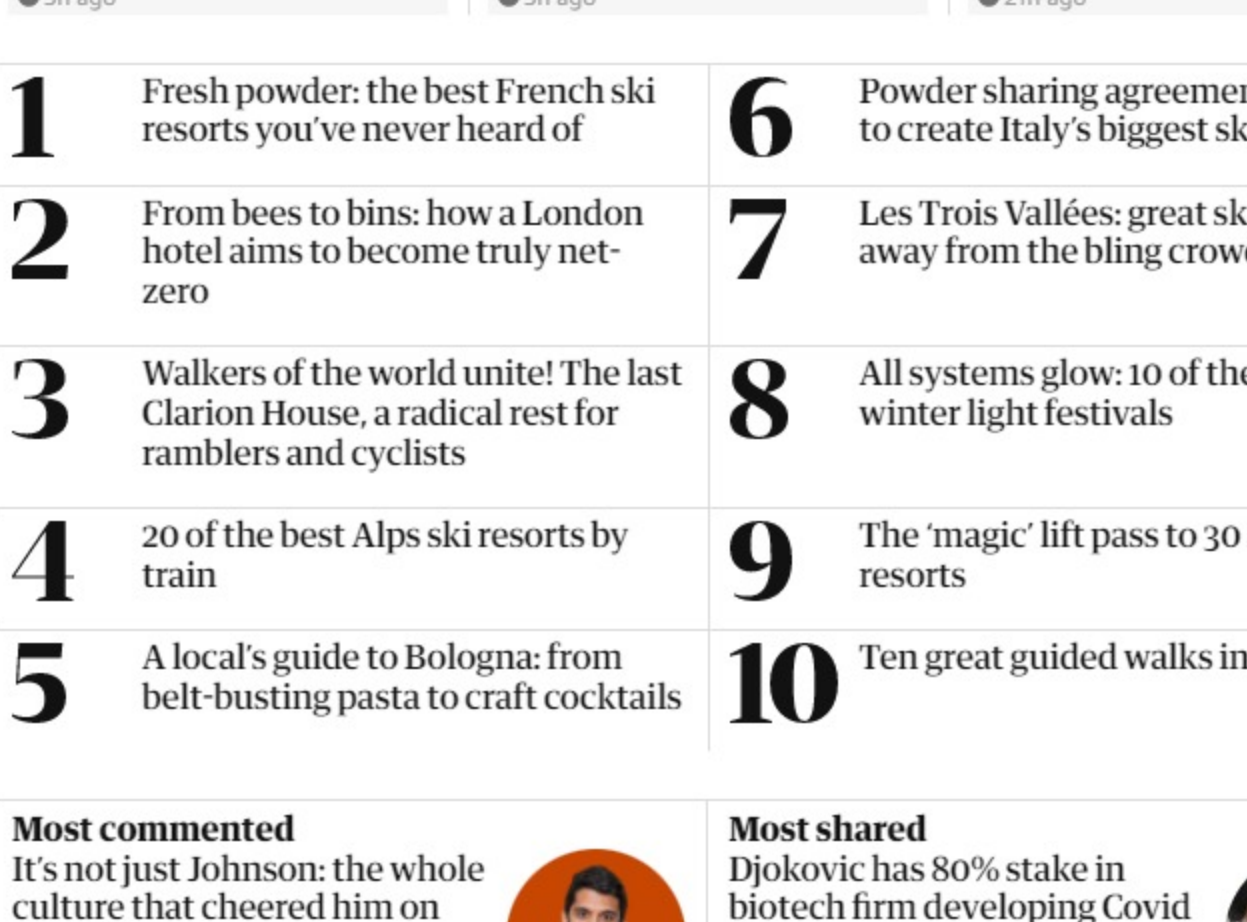 1
Fresh powder: the best French ski
resorts you've never heard of
2
From bees to bins: how a London
hotel aims to become truly net-
zero
3
Walkers of the world unite! The last
Clarion House, a radical rest for
ramblers and cyclists
4
20 of the best Alps ski resorts by
train
5
A local's guide to Bologna: from
belt-busting pasta to craft cocktails
6
Powder sharing
to create Italy's biggest
7
Les Trois Vallées: great
away from the bling
8
All systems glow: 10 of the
winter light festivals
9
The ‘magic’ lift pass to 30
resorts
10
Ten great guided walks in
Most commented
It's not just Johnson: the whole
culture that cheered him on
Most shared
Djokovic has 80% stake in
biotech firm developing Covid